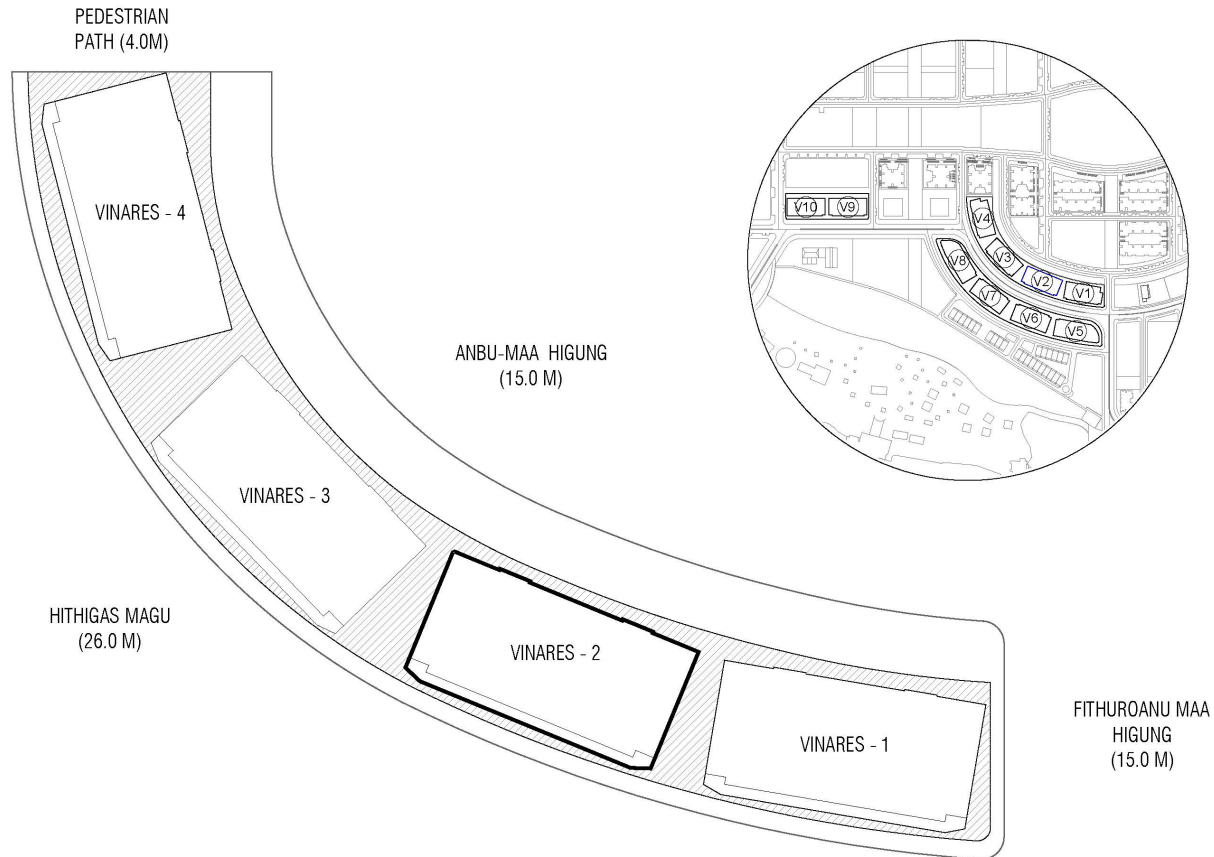 PEDESTRIAN
PATH (4.0M)
VINARES - 4
V10
V9
V4
V3
V8
V2
V1
V7
V6
V5
ANBU-MAA HIGUNG
(15.0 M)
VINARES - 3
HITHIGAS MAGU
(26.0 M)
VINARES - 2
FITHUROANU MAA
HIGUNG
(15.0 M)
VINARES - 1